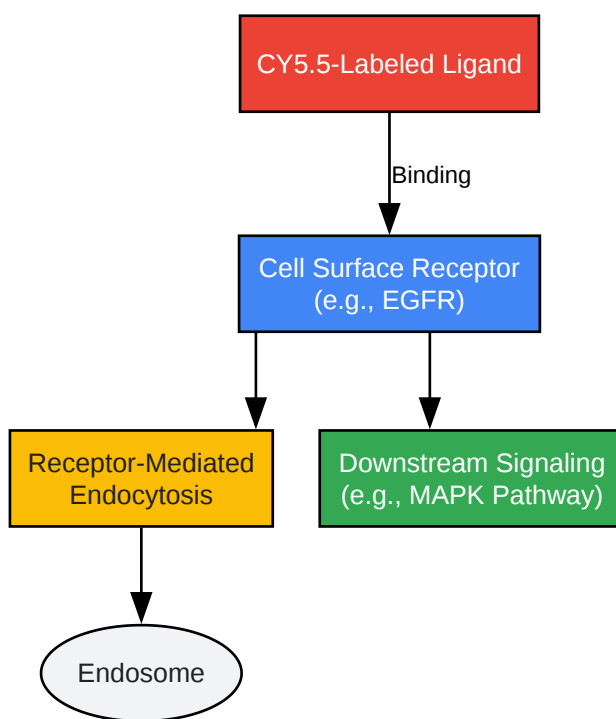 CY5.5-Labeled Ligand
Binding
Cell Surface Receptor
(e.g., EGFR)
Receptor-Mediated
Endocytosis
Downstream Signaling
(e.g., MAPK Pathway)
Endosome